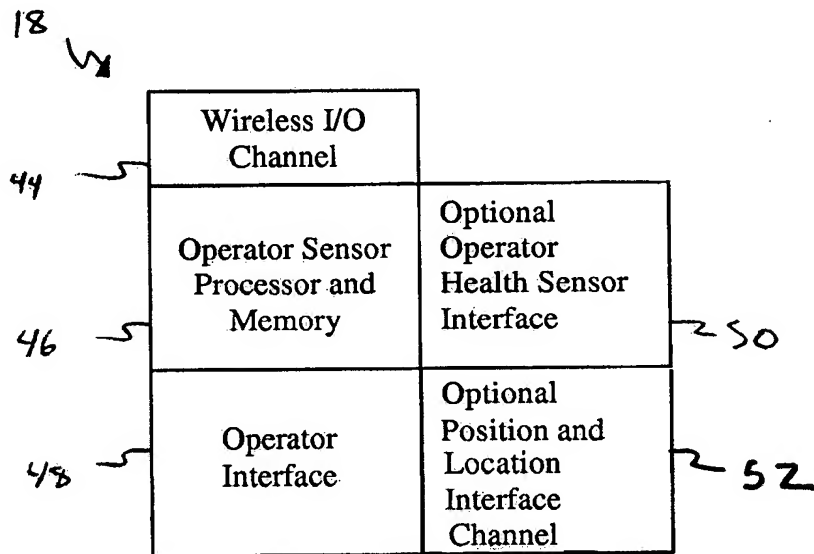 18
Wireless I/O
Channel
44
Operator Sensor
Processor and
Memory
46
Optional
Operator
Health Sensor
Interface
50
Operator
Interface
48
Optional
Position and
Location
Interface
Channel
52